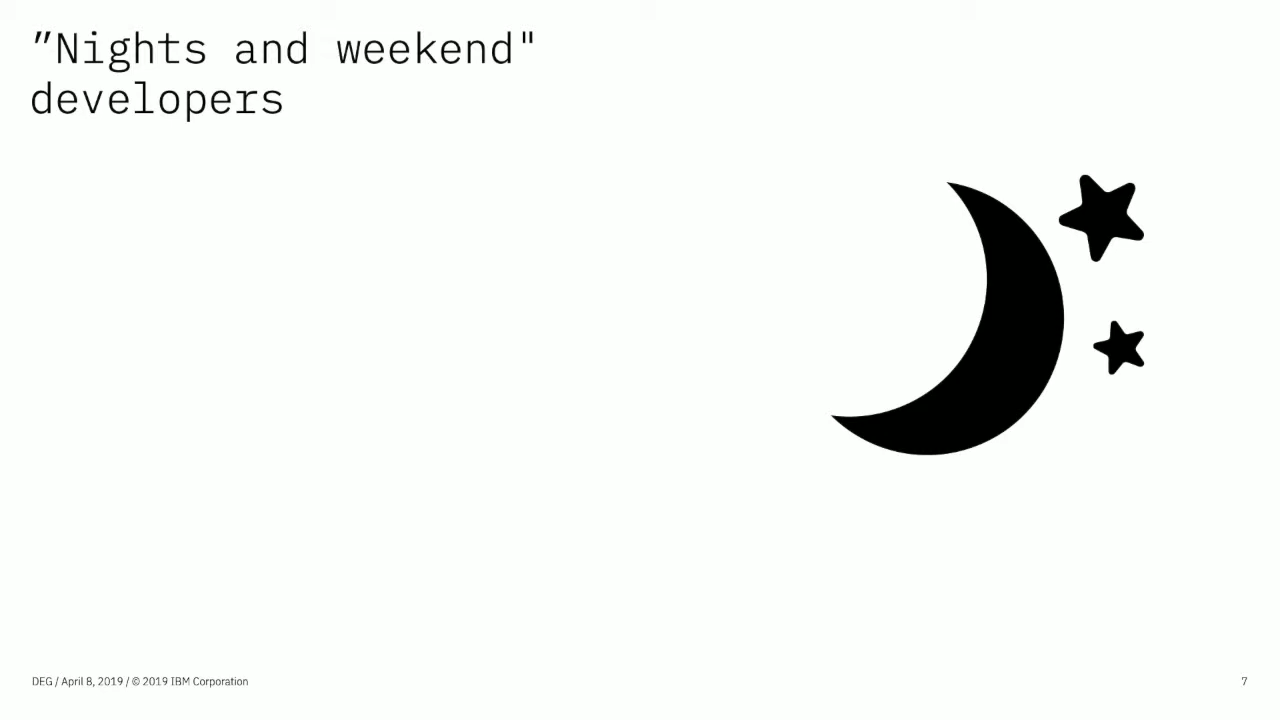 ”Nights and weekend"
developers
DEG / April 8, 2019 / © 2019 IBM Corporation
7